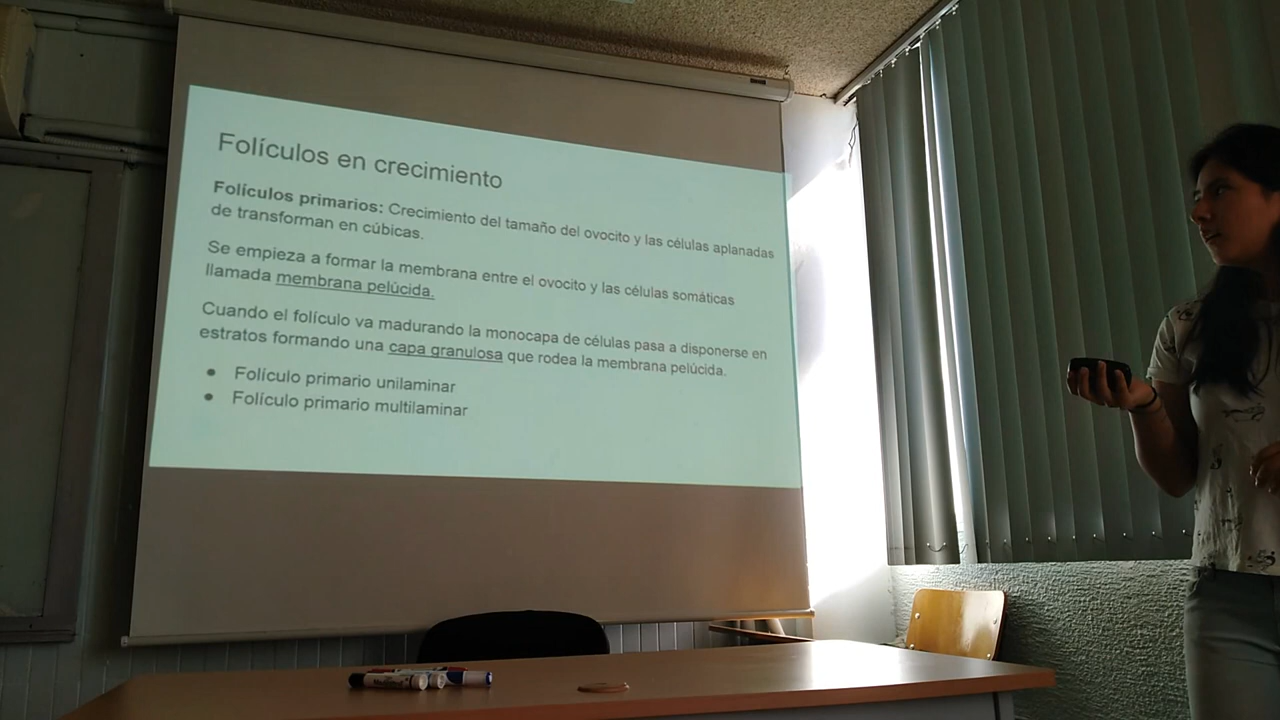 Folículos en crecimiento
Folículos primarios: Crecimiento del tamaño del ovocito y las células aplanadas
de transforman en cúbicas.
Se empieza a formar la membrana entre el ovocito y las células somáticas
llamada membrana pelúcida.
Cuando el folículo va madurando la monocapa de células pasa a disponerse en
estratos formando una capa granulosa que rodea la membrana pelúcida.
● Folículo primario unilaminar
● Folículo primario multilaminar